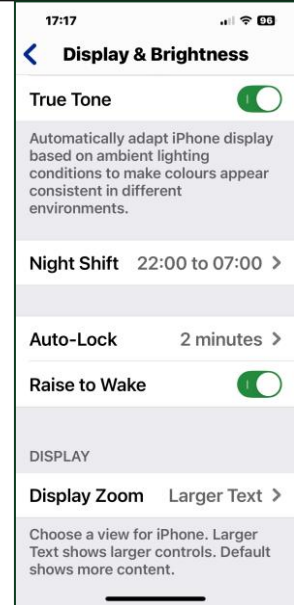 17:17 96
Display & Brightness
True Tone
Automatically adapt iPhone display
based on ambient lighting
conditions to make colours appear
consistent in different
environments.
Night Shift 22:00 to 07:00
Auto-Lock 2 minutes
Raise to Wake
DISPLAY
Display Zoom Larger Text
Choose a view for iPhone. Larger
Text shows larger controls. Default
shows more content.